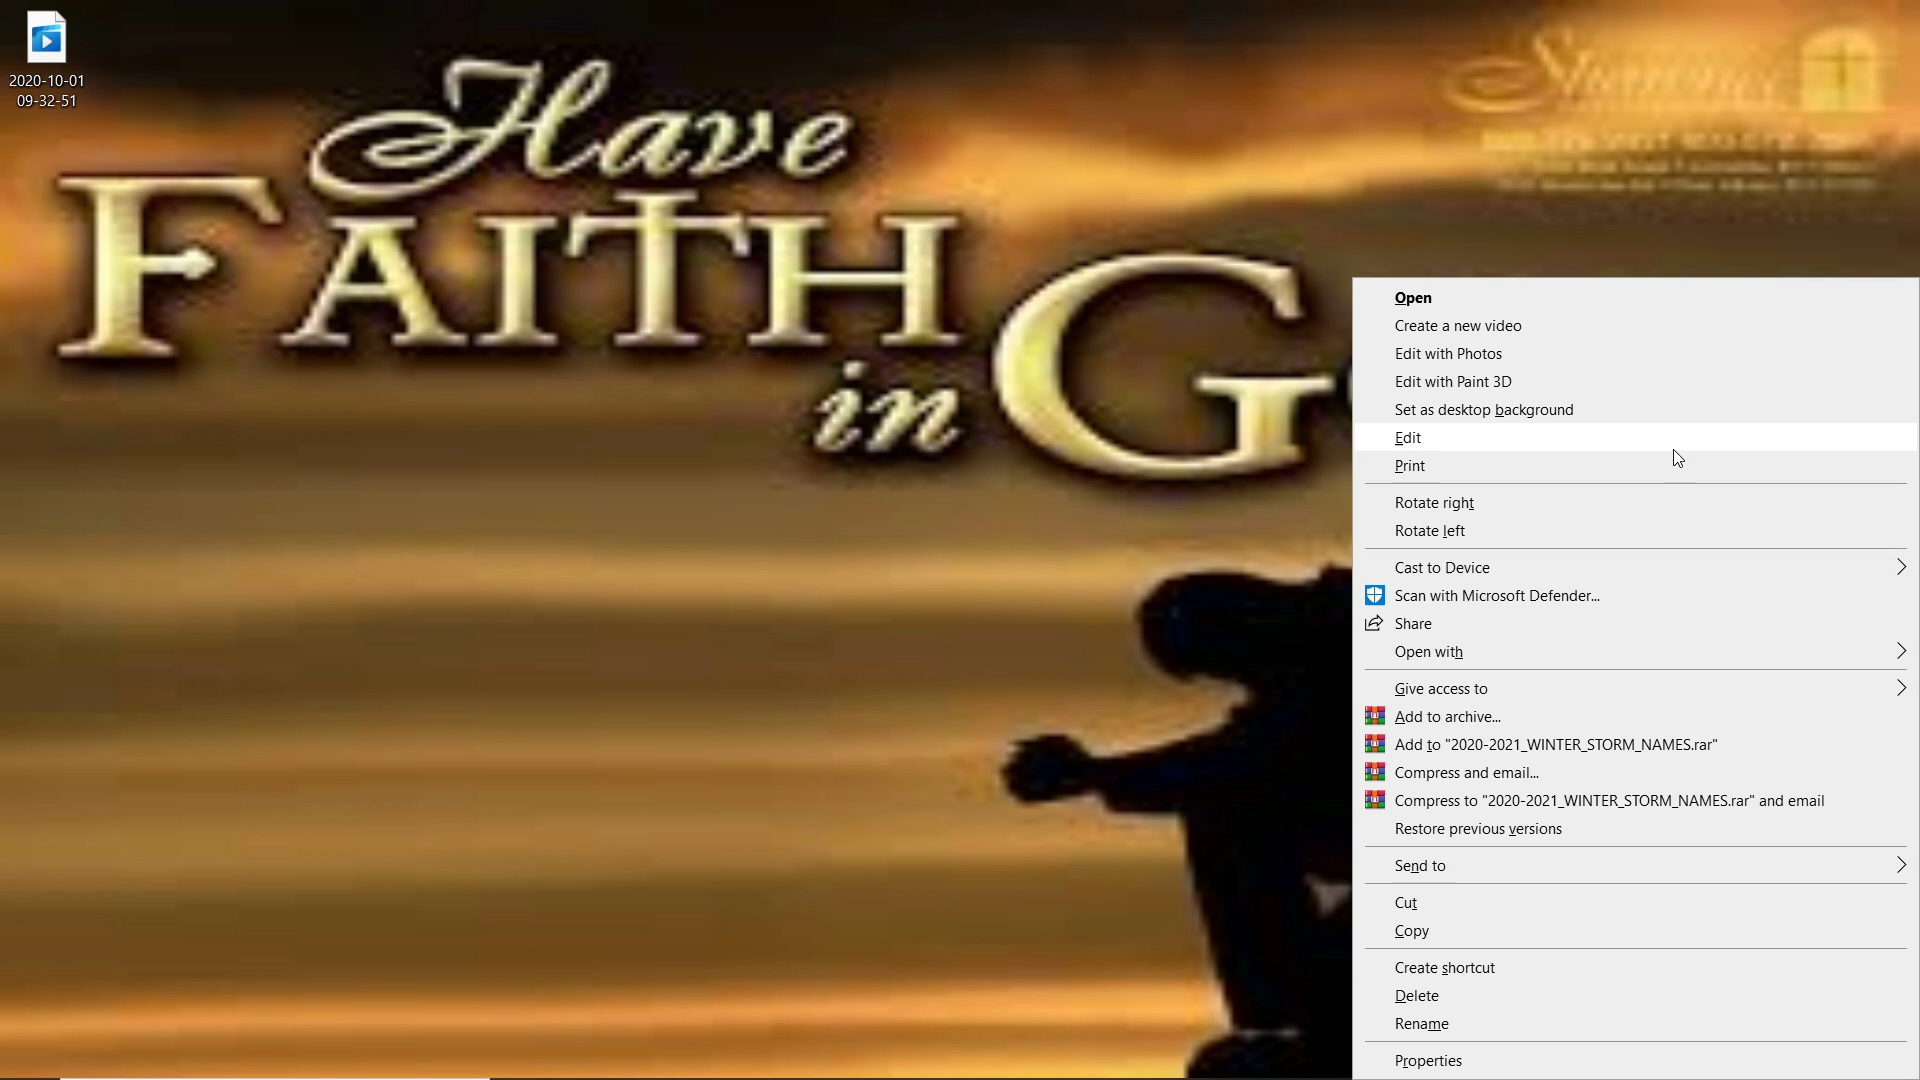 2020-10-01
09-32-51
Have
FAITH
in G
Open
Create a new video
Edit with Photos
Edit with Paint 3D
Set as desktop background
Edit
Print
Rotate right
Rotate left
Cast to Device
Scan with Microsoft Defender...
Share
Open with
Give access to
Add to archive...
Add to "2020-2021_WINTER_STORM_NAMES.rar"
Compress and email...
Compress to "2020-2021_WINTER_STORM_NAMES.rar" and email
Restore previous versions
Send to
Cut
Copy
Create shortcut
Delete
Rename
Properties